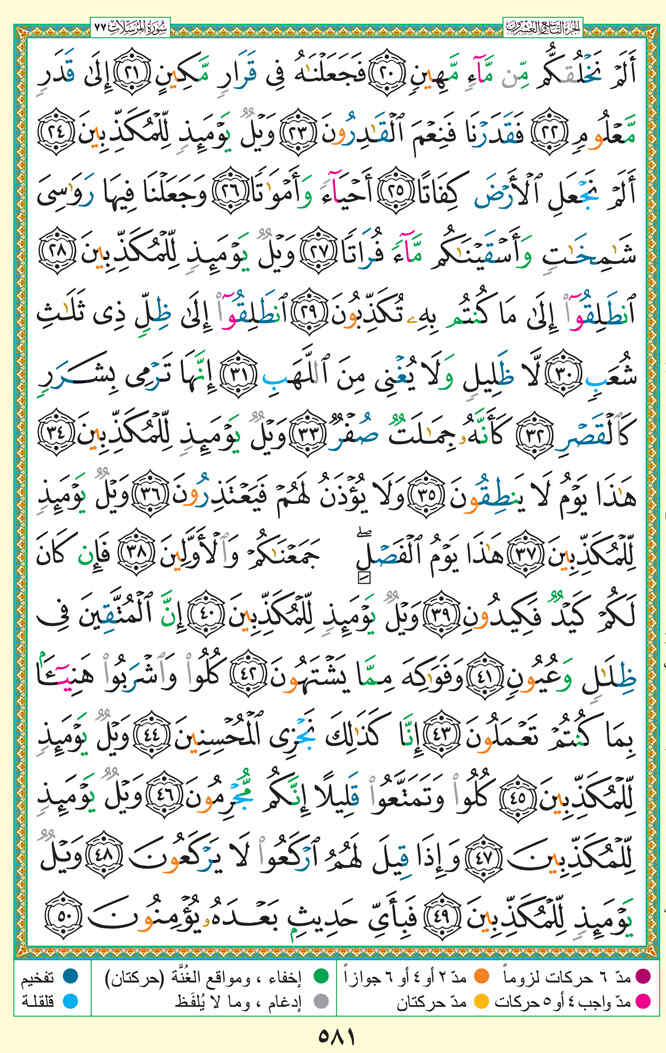 الجزء التاسع والعشرون
سُورَةُ المُرْسَلَات ٧٧
أَلَمْ نَخْلُقكُّم مِّن مَّآءٍ مَّهِينٍ ٢٠ فَجَعَلْنَٰهُ فِى قَرَارٍ مَّكِينٍ ٢١ إِلَىٰ قَدَرٍ
مَّعْلُومٍ ٢٢ فَقَدَرْنَا فَنِعْمَ ٱلْقَٰدِرُونَ ٢٣ وَيْلٌ يَوْمَئِذٍ لِّلْمُكَذِّبِينَ ٢٤
أَلَمْ نَجْعَلِ ٱلْأَرْضَ كِفَاتًا ٢٥ أَحْيَآءً وَأَمْوَٰتًا ٢٦ وَجَعَلْنَا فِيهَا رَوَٰسِىَ
شَٰمِخَٰتٍ وَأَسْقَيْنَٰكُم مَّآءً فُرَاتًا ٢٧ وَيْلٌ يَوْمَئِذٍ لِّلْمُكَذِّبِينَ ٢٨
ٱنطَلِقُوٓا۟ إِلَىٰ مَا كُنتُم بِهِۦ تُكَذِّبُونَ ٢٩ ٱنطَلِقُوٓا۟ إِلَىٰ ظِلٍّ ذِى ثَلَٰثِ
شُعَبٍ ٣٠ لَّا ظَلِيلٍ وَلَا يُغْنِى مِنَ ٱللَّهَبِ ٣١ إِنَّهَا تَرْمِى بِشَرَرٍ
كَٱلْقَصْرِ ٣٢ كَأَنَّهُۥ جِمَٰلَتٌ صُفْرٌ ٣٣ وَيْلٌ يَوْمَئِذٍ لِّلْمُكَذِّبِينَ ٣٤
هَٰذَا يَوْمُ لَا يَنطِقُونَ ٣٥ وَلَا يُؤْذَنُ لَهُمْ فَيَعْتَذِرُونَ ٣٦ وَيْلٌ يَوْمَئِذٍ
لِّلْمُكَذِّبِينَ ٣٧ هَٰذَا يَوْمُ ٱلْفَصْلِ ۖ جَمَعْنَٰكُمْ وَٱلْأَوَّلِينَ ٣٨ فَإِن كَانَ
لَكُمْ كَيْدٌ فَكِيدُونِ ٣٩ وَيْلٌ يَوْمَئِذٍ لِّلْمُكَذِّبِينَ ٤٠ إِنَّ ٱلْمُتَّقِينَ فِى
ظِلَٰلٍ وَعُيُونٍ ٤١ وَفَوَٰكِهَ مِمَّا يَشْتَهُونَ ٤٢ كُلُوا۟ وَٱشْرَبُوا۟ هَنِيٓـًٔا
بِمَا كُنتُمْ تَعْمَلُونَ ٤٣ إِنَّا كَذَٰلِكَ نَجْزِى ٱلْمُحْسِنِينَ ٤٤ وَيْلٌ يَوْمَئِذٍ
لِّلْمُكَذِّبِينَ ٤٥ كُلُوا۟ وَتَمَتَّعُوا۟ قَلِيلًا إِنَّكُم مُّجْرِمُونَ ٤٦ وَيْلٌ يَوْمَئِذٍ
لِّلْمُكَذِّبِينَ ٤٧ وَإِذَا قِيلَ لَهُمُ ٱرْكَعُوا۟ لَا يَرْكَعُونَ ٤٨ وَيْلٌ
يَوْمَئِذٍ لِّلْمُكَذِّبِينَ ٤٩ فَبِأَىِّ حَدِيثٍۭ بَعْدَهُۥ يُؤْمِنُونَ ٥٠
مدّ ٦ حركات لزوماً مدّ ٢ أو ٤ أو ٦ جوازاً إخفاء ، ومواقع الغُنَّة (حركتان) تفخيم
مدّ واجب ٤ أو ٥ حركات مدّ حركتان إدغام ، وما لا يُلفَظ قلقلة
٥٨١